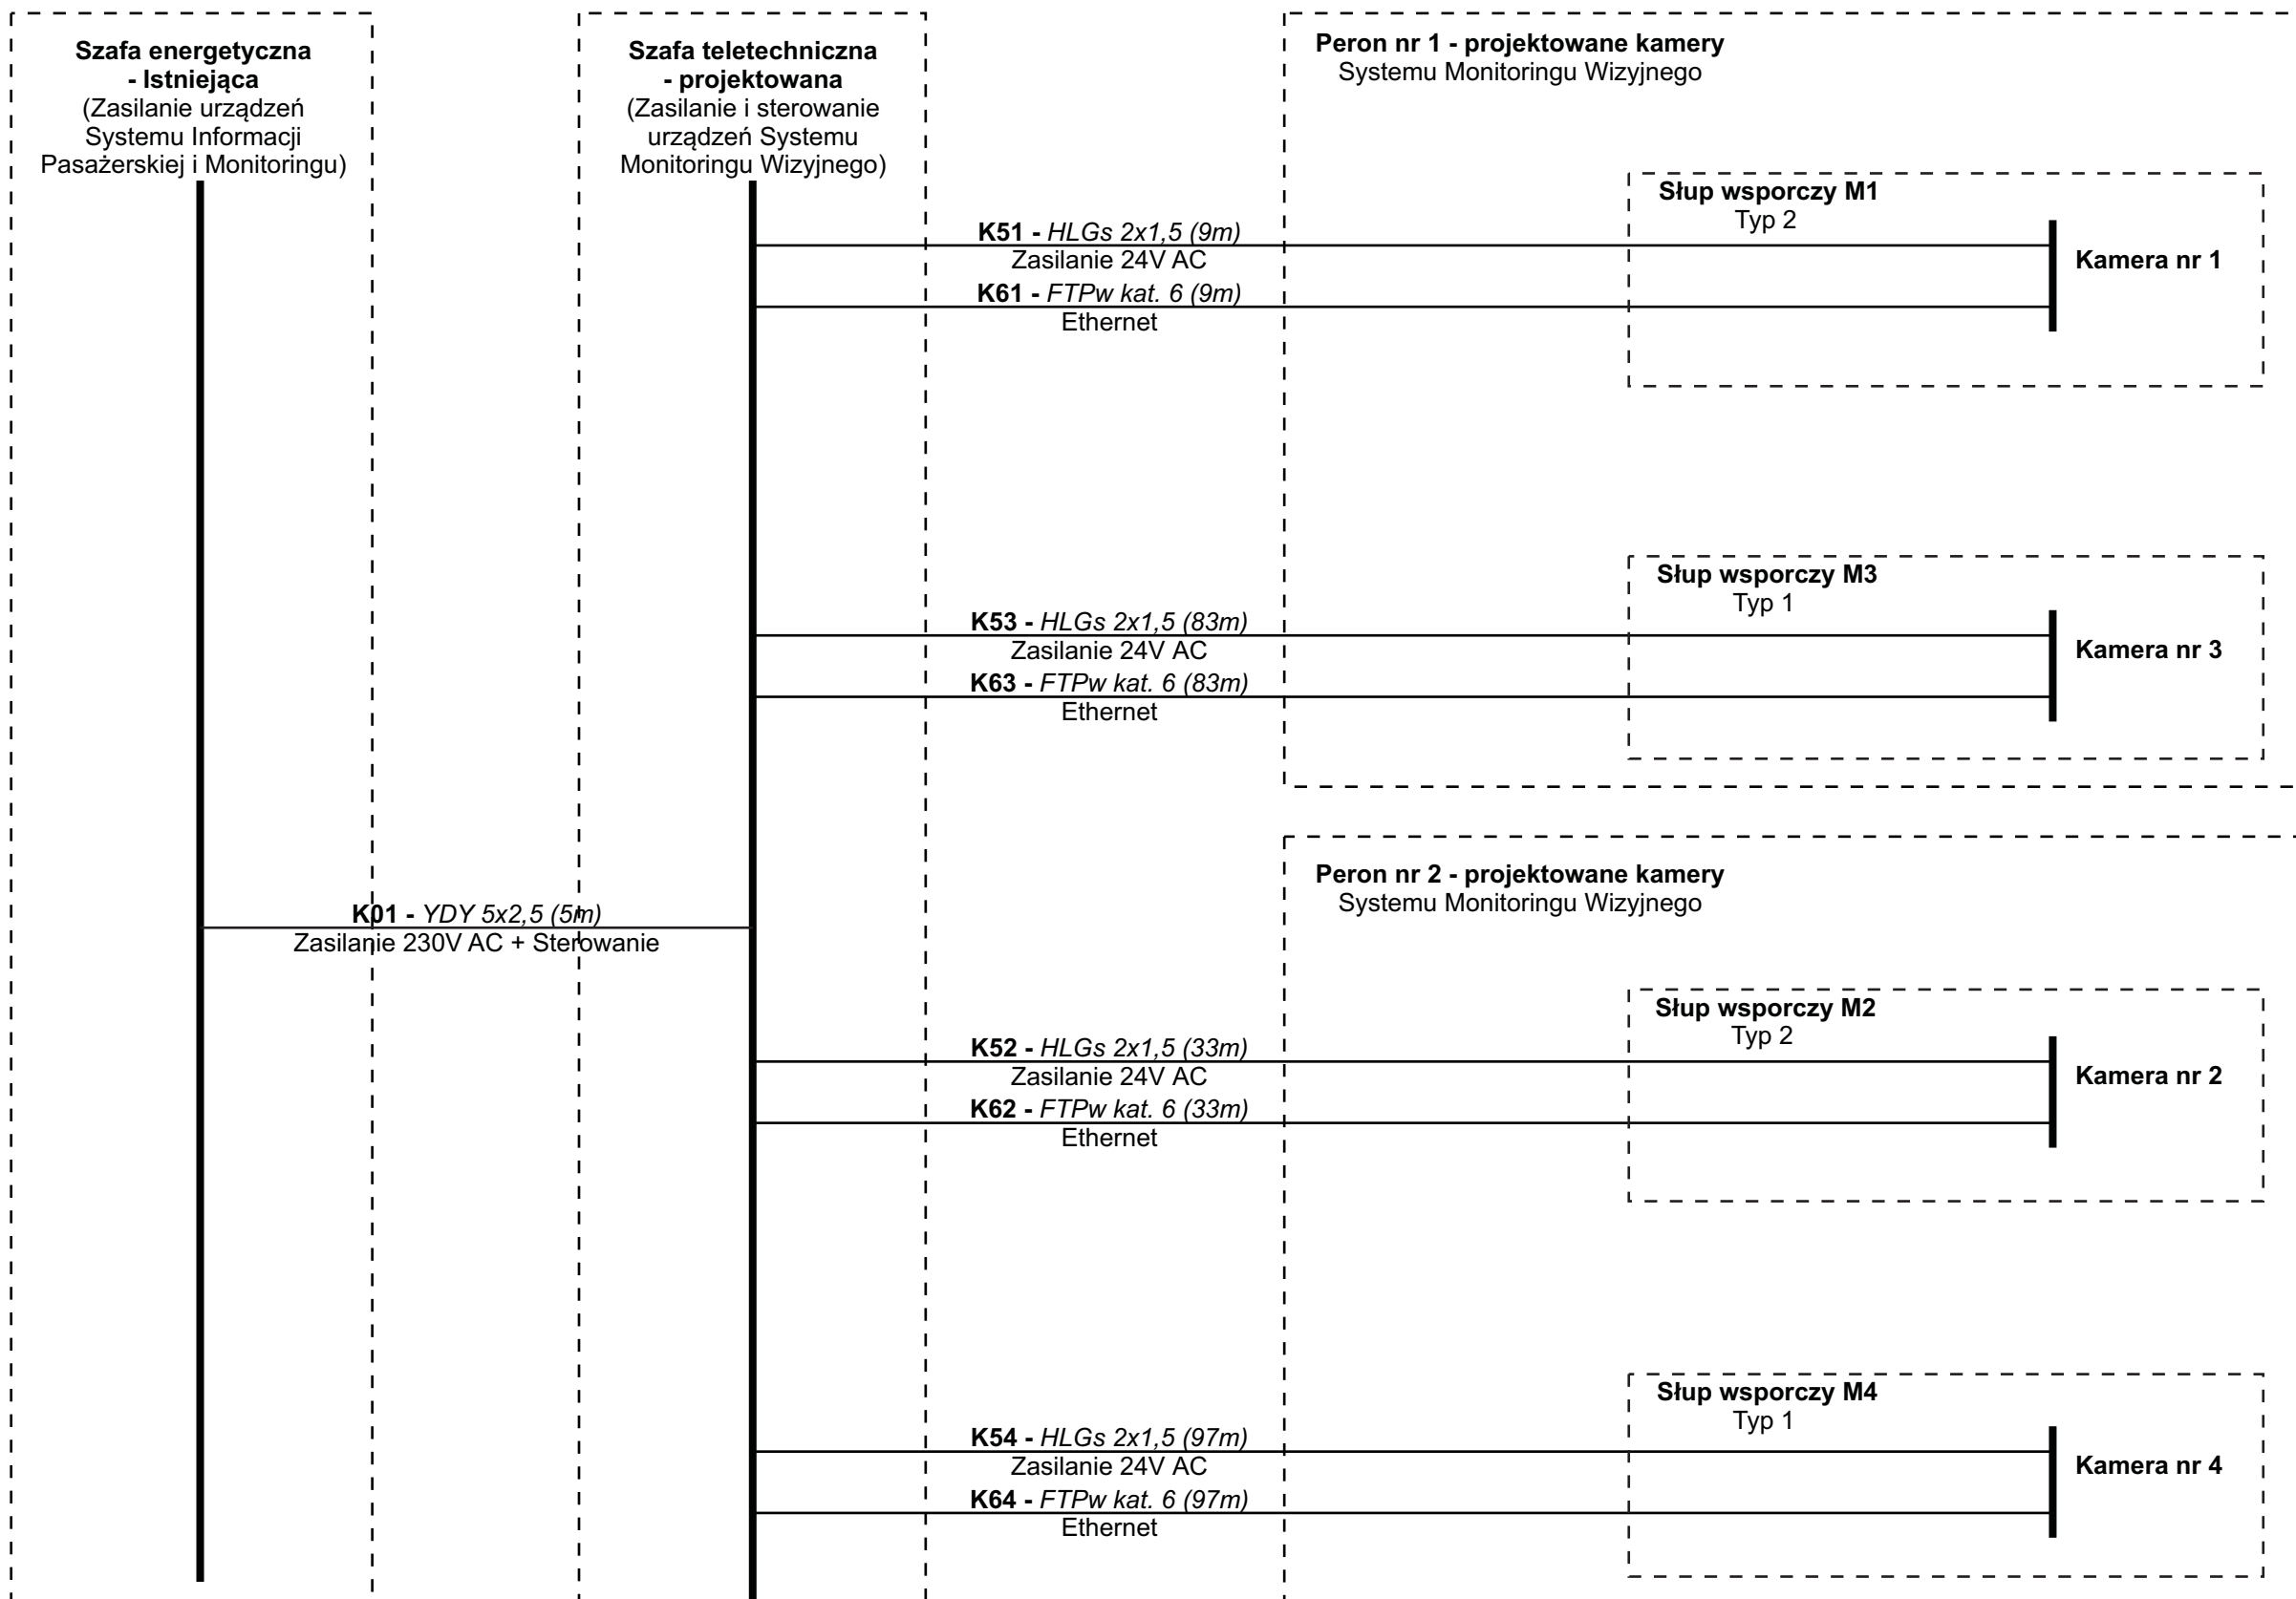 Szafa energetyczna
- Istniejąca
(Zasilanie urządzeń
Systemu Informacji
Pasażerskiej i Monitoringu)
Szafa teletechniczna
- projektowana
(Zasilanie i sterowanie
urządzeń Systemu
Monitoringu Wizyjnego)
Peron nr 1 - projektowane kamery
Systemu Monitoringu Wizyjnego
Słup wsporczy M1
Typ 2
K51 - HLGs 2x1,5 (9m)
Zasilanie 24V AC
Kamera nr 1
K61 - FTPw kat. 6 (9m)
Ethernet
Słup wsporczy M3
Typ 1
K53 - HLGs 2x1,5 (83m)
Zasilanie 24V AC
Kamera nr 3
K63 - FTPw kat. 6 (83m)
Ethernet
Peron nr 2 - projektowane kamery
Systemu Monitoringu Wizyjnego
K01 - YDY 5x2,5 (5m)
Zasilanie 230V AC + Sterowanie
Słup wsporczy M2
Typ 2
K52 - HLGs 2x1,5 (33m)
Zasilanie 24V AC
Kamera nr 2
K62 - FTPw kat. 6 (33m)
Ethernet
Słup wsporczy M4
Typ 1
K54 - HLGs 2x1,5 (97m)
Zasilanie 24V AC
Kamera nr 4
K64 - FTPw kat. 6 (97m)
Ethernet